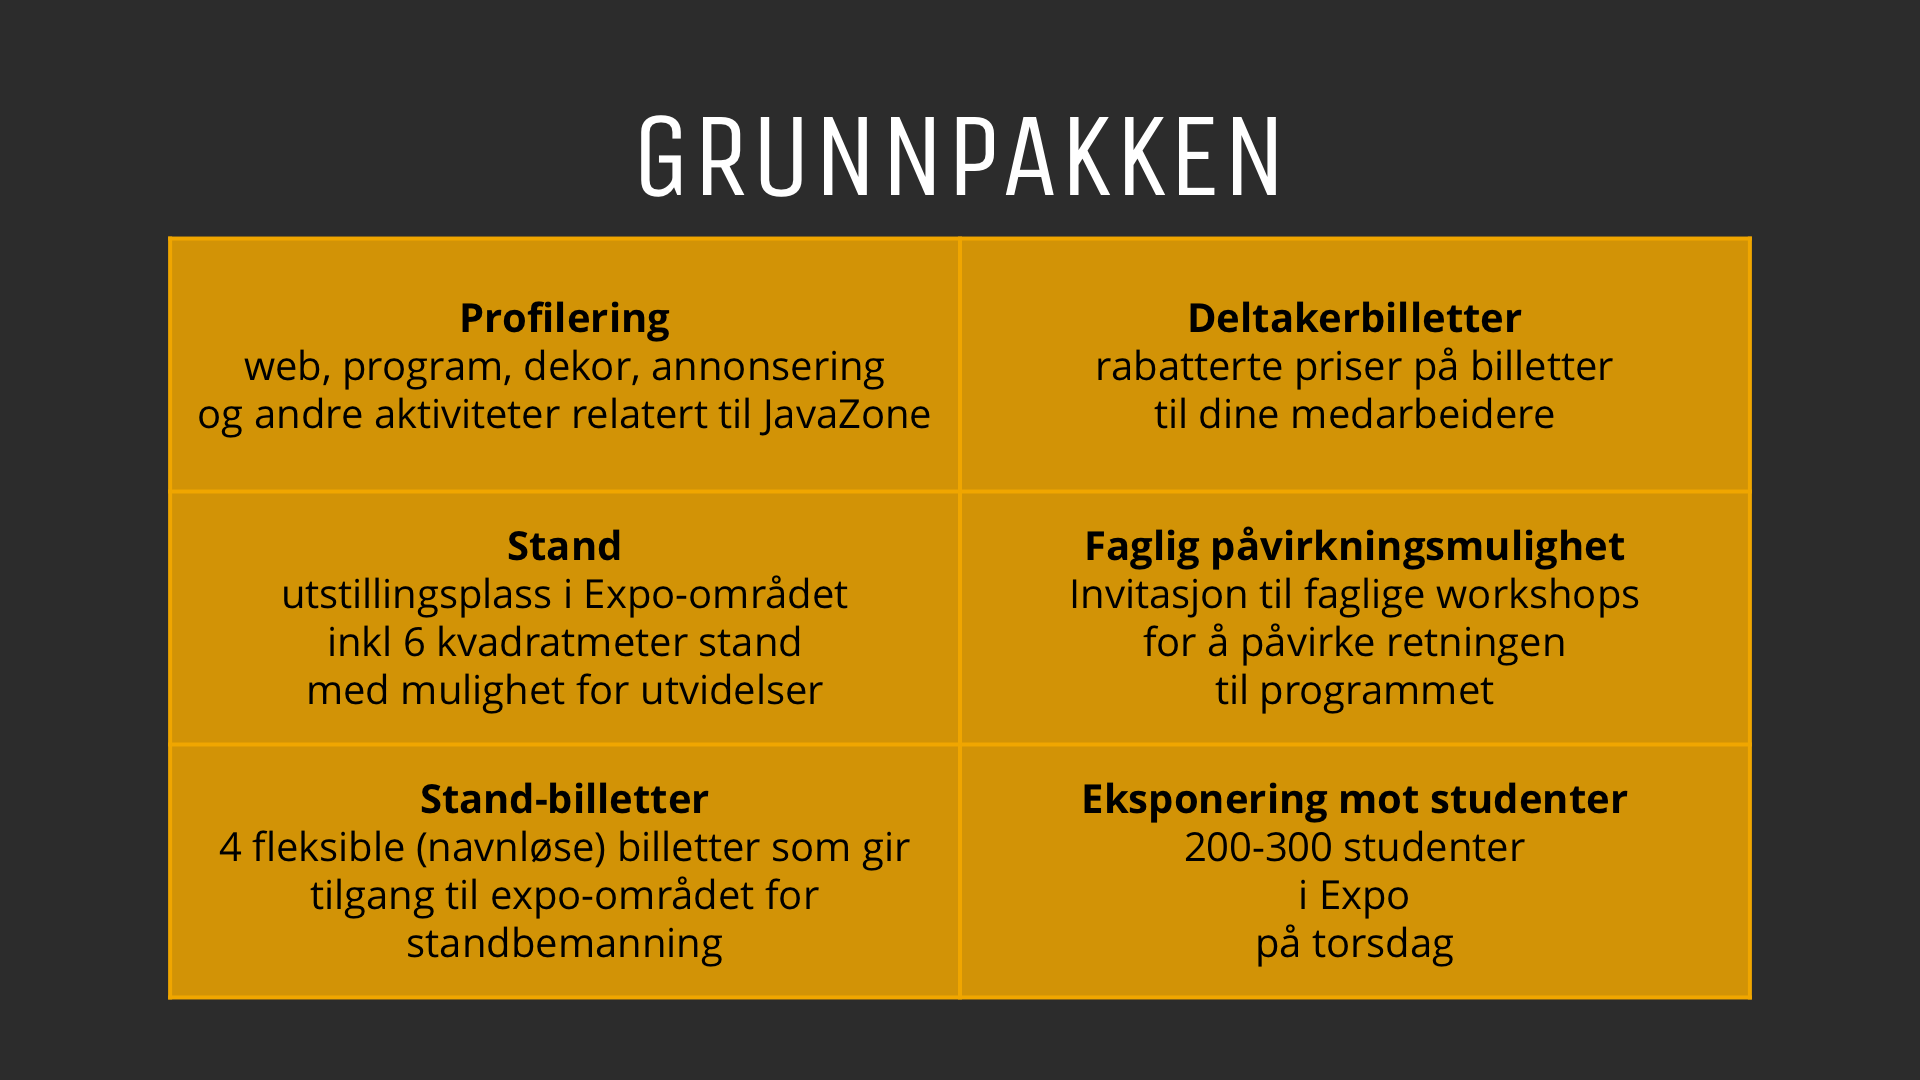 GRUNNPAKKEN
Profilering
web, program, dekor, annonsering
og andre aktiviteter relatert til JavaZone
Deltakerbilletter
rabatterte priser på billetter
til dine medarbeidere
Stand
utstillingsplass i Expo-området
inkl 6 kvadratmeter stand
med mulighet for utvidelser
Faglig påvirkningsmulighet
Invitasjon til faglige workshops
for å påvirke retningen
til programmet
Stand-billetter
4 fleksible (navnløse) billetter som gir
tilgang til expo-området for
standbemanning
Eksponering mot studenter
200-300 studenter
i Expo
på torsdag